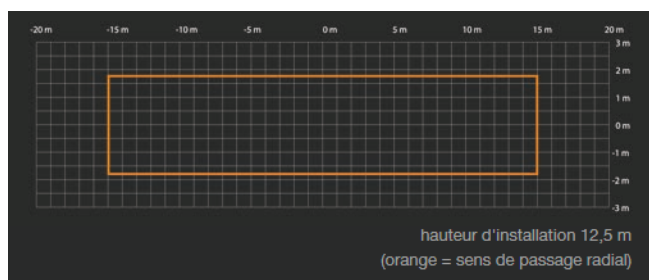 -20 m -15 m -10 m -5 m 0 m 5 m 10 m 15 m 20 m
3 m
2 m
1 m
0 m
-1 m
-2 m
-3 m
hauteur d'installation 12,5 m
(orange = sens de passage radial)